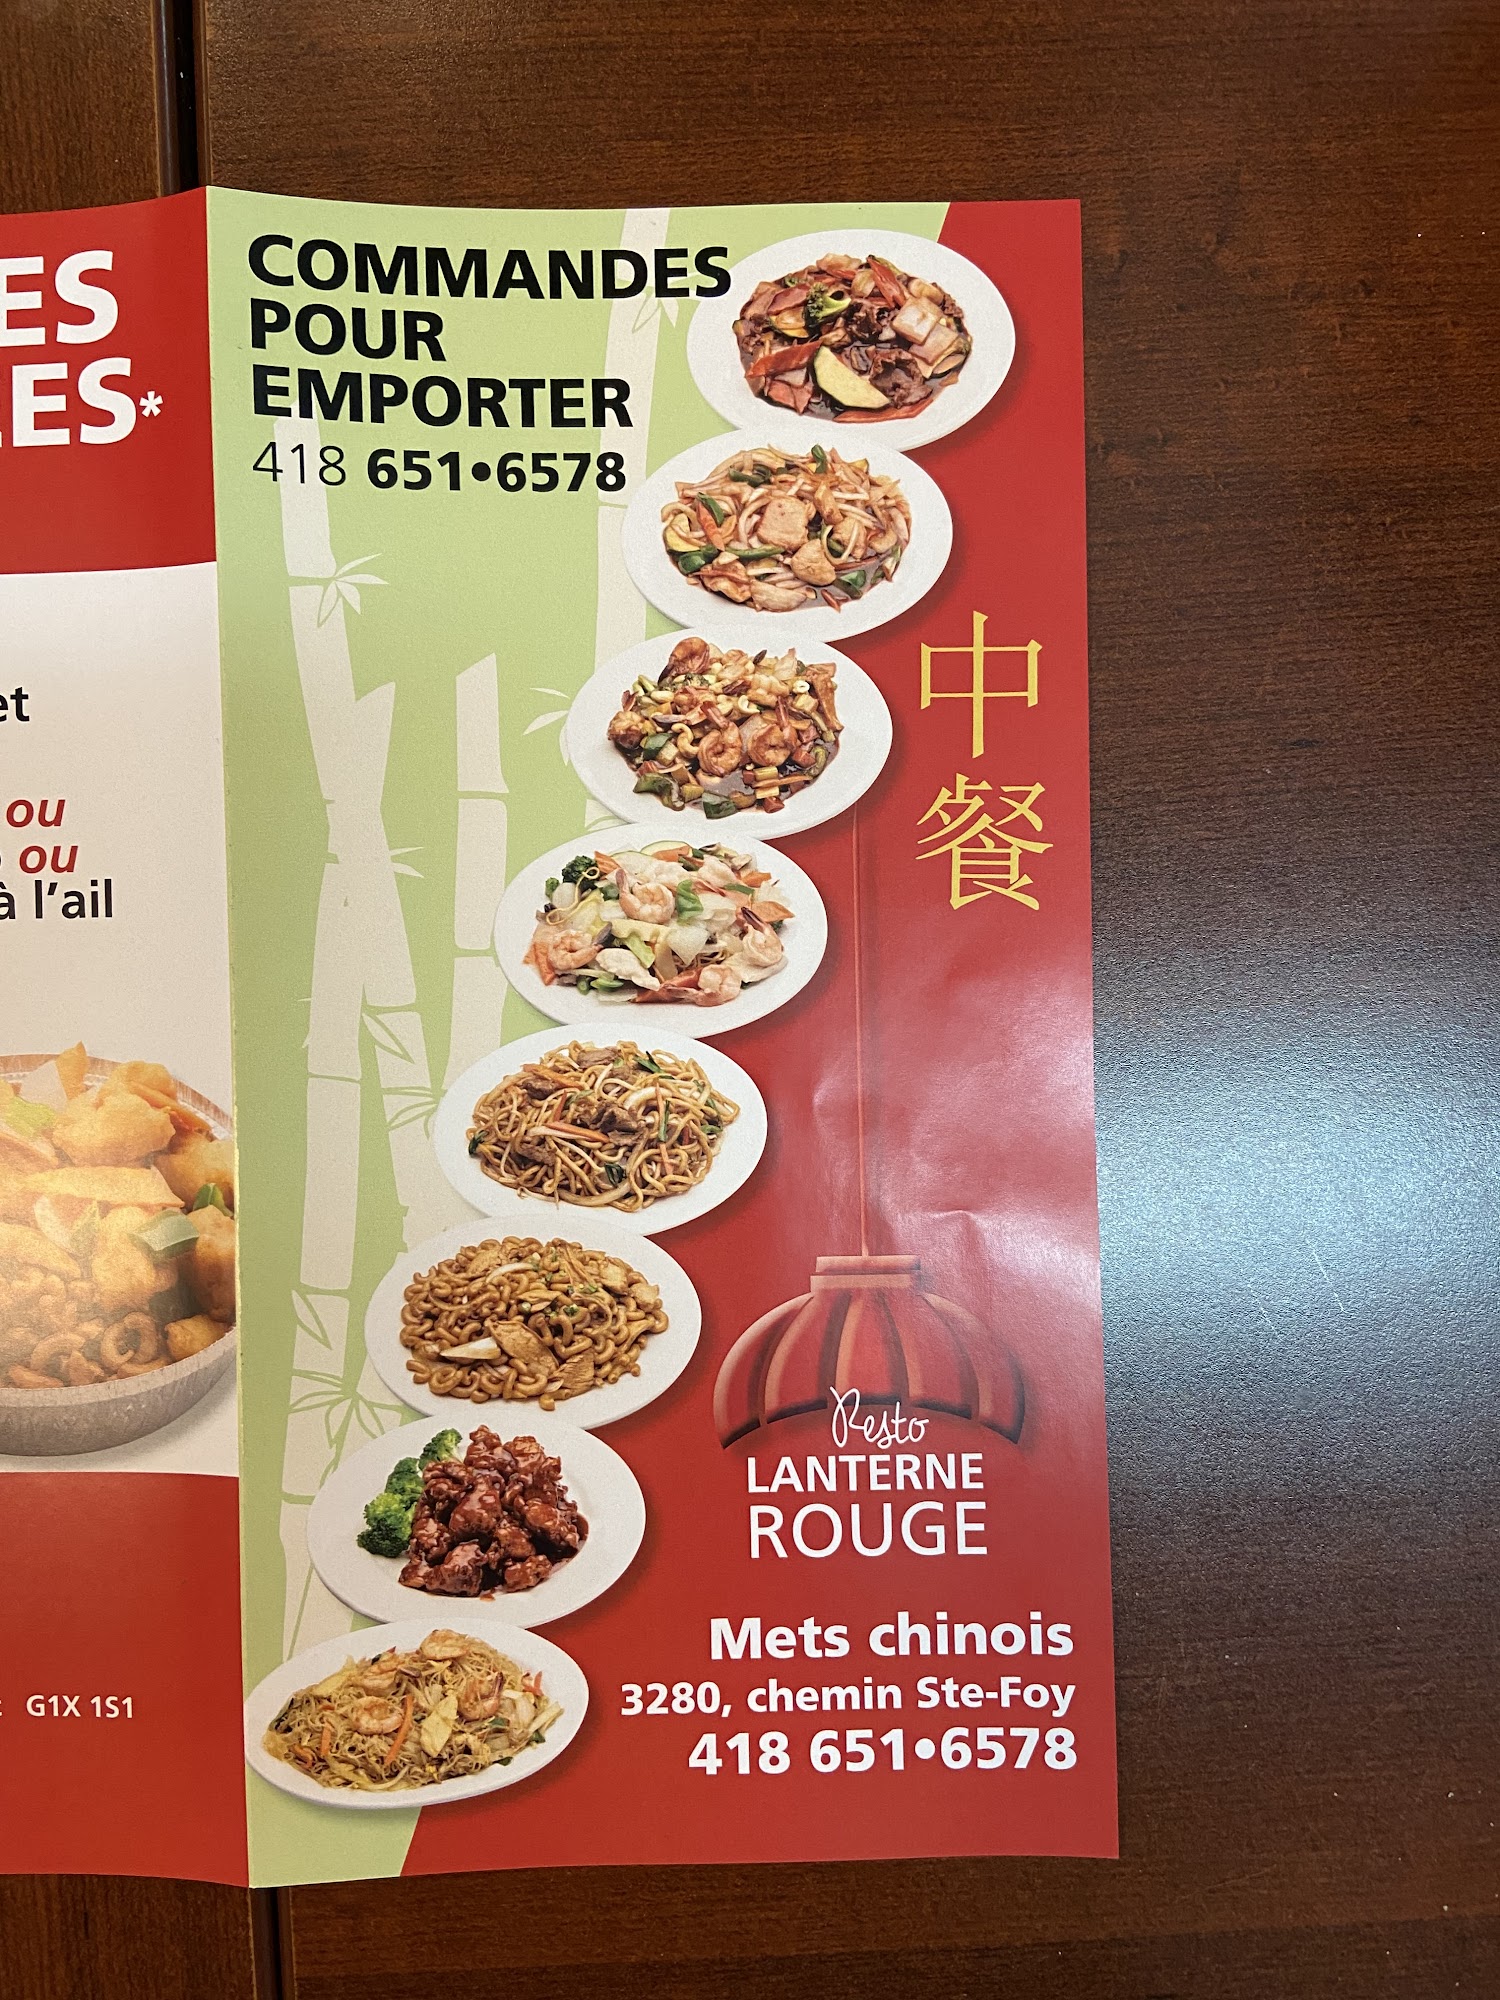 ES
ES*
et
ou
ou
à l'ail
G1X 1S1
COMMANDES
POUR
EMPORTER
418 651•6578
中
餐
Resto
LANTERNE
ROUGE
Mets chinois
3280, chemin Ste-Foy
418 651•6578